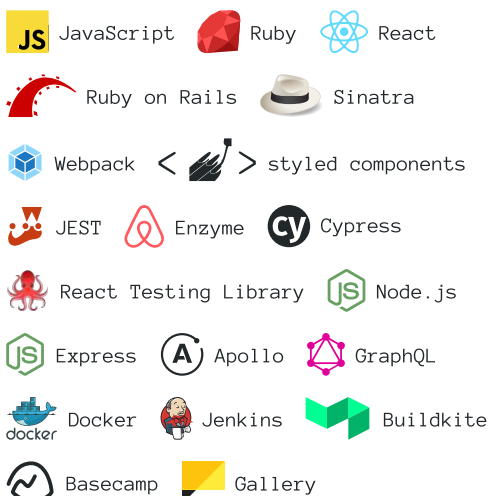 JS JavaScript Ruby React
Ruby on Rails Sinatra
Webpack < > styled components
JEST Enzyme cy Cypress
React Testing Library JS Node.js
JS Express A Apollo GraphQL
docker Docker Jenkins Buildkite
Basecamp Gallery